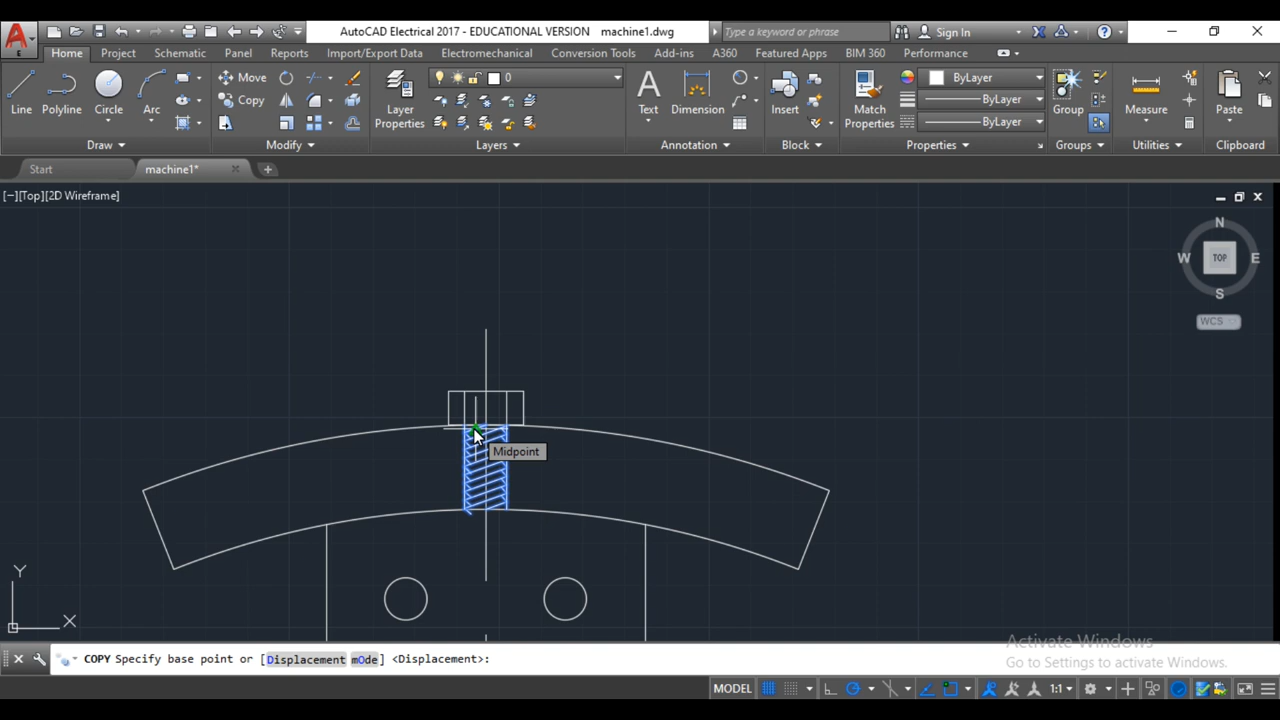 AutoCAD Electrical 2017 - EDUCATIONAL VERSION machine1.dwg
Type a keyword or phrase
Sign In
Home Project Schematic Panel Reports Import/Export Data Electromechanical Conversion Tools Add-ins A360 Featured Apps BIM 360 Performance
Line Polyline Circle Arc
Move
Copy
Layer Properties
0
Text Dimension
Insert
Match Properties
ByLayer
ByLayer
ByLayer
Group
Measure
Paste
Draw Modify Layers Annotation Block Properties Groups Utilities Clipboard
Start machine1*
[−][Top][2D Wireframe]
N
W TOP E
S
WCS
Midpoint
Y
X
Activate Windows
Go to Settings to activate Windows.
COPY Specify base point or [Displacement mOde] <Displacement>:
MODEL 1:1